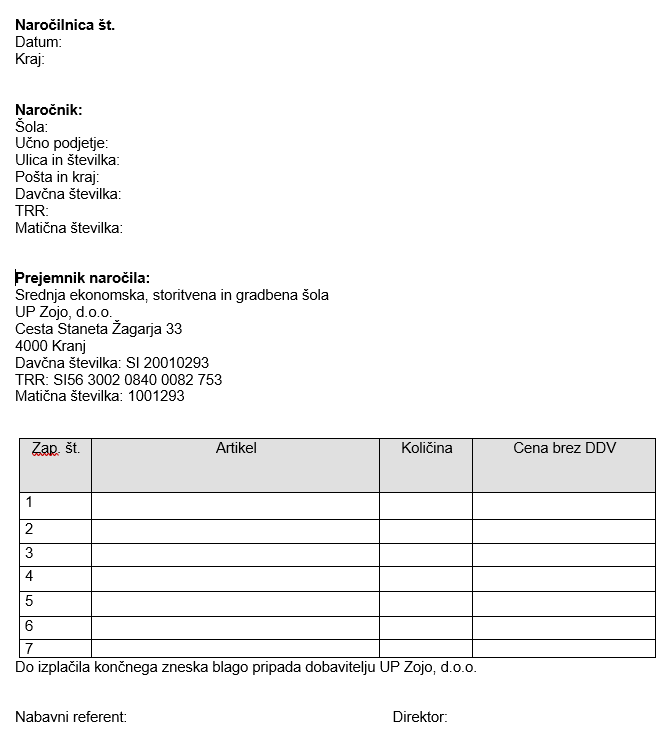 Naročilnica št.
Datum:
Kraj:
Naročnik:
Šola:
Učno podjetje:
Ulica in številka:
Pošta in kraj:
Davčna številka:
TRR:
Matična številka:
Prejemnik naročila:
Srednja ekonomska, storitvena in gradbena šola
UP Zojo, d.o.o.
Cesta Staneta Žagarja 33
4000 Kranj
Davčna številka: SI 20010293
TRR: SI56 3002 0840 0082 753
Matična številka: 1001293
Zap. št. Artikel Količina Cena brez DDV
1
2
3
4
5
6
7
Do izplačila končnega zneska blago pripada dobavitelju UP Zojo, d.o.o.
Nabavni referent: Direktor: